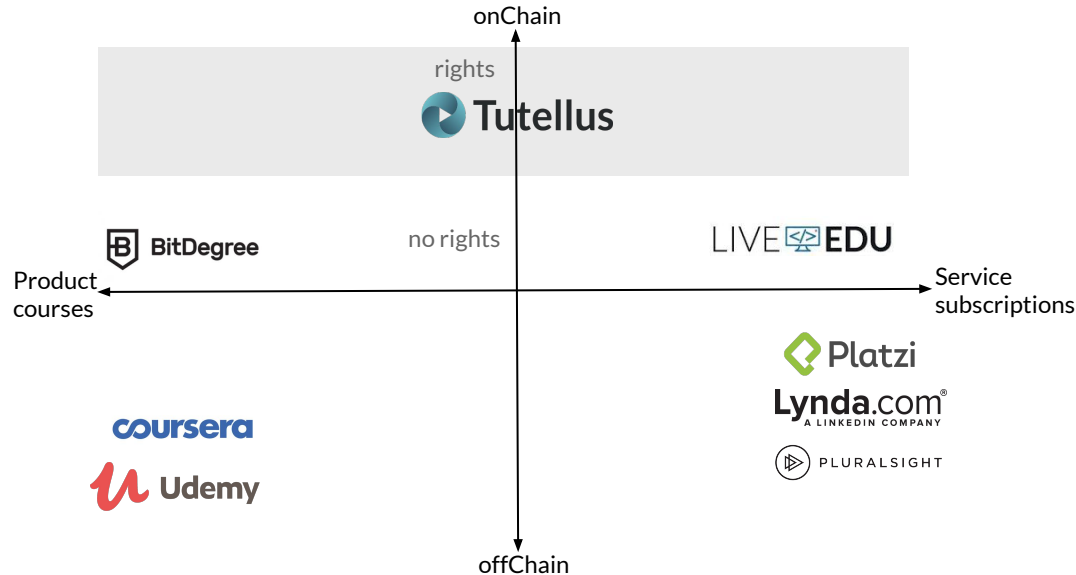 onChain
rights
Tutellus
BitDegree
no rights
LIVE </> EDU
Product
courses
Service
subscriptions
Platzi
Lynda.com®
A LINKEDIN COMPANY
coursera
PLURALSIGHT
Udemy
offChain